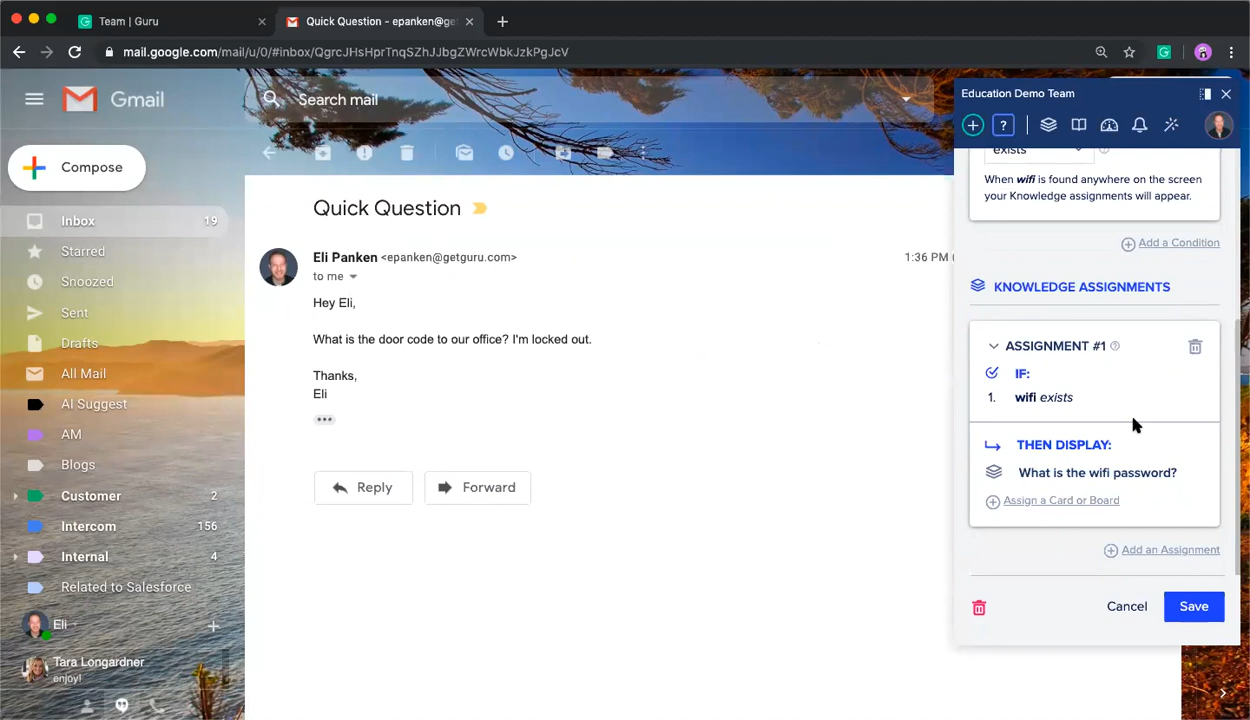 Team | Guru
Quick Question - epanken@ge
mail.google.com/mail/u/0/#inbox/QgrcJHsHprTnqSZhJJbgZWrcWbkJzkPgJcV
Gmail
Search mail
Compose
Inbox 19
Starred
Snoozed
Sent
Drafts
All Mail
AI Suggest
AM
Blogs
Customer 2
Intercom 156
Internal 4
Related to Salesforce
Eli
Tara Longardner
enjoy!
Quick Question
Eli Panken <epanken@getguru.com>
1:36 PM
to me
Hey Eli,
What is the door code to our office? I'm locked out.
Thanks,
Eli
Reply
Forward
Education Demo Team
?
exists
When wifi is found anywhere on the screen
your Knowledge assignments will appear.
Add a Condition
KNOWLEDGE ASSIGNMENTS
ASSIGNMENT #1
IF:
1. wifi exists
THEN DISPLAY:
What is the wifi password?
Assign a Card or Board
Add an Assignment
Cancel
Save